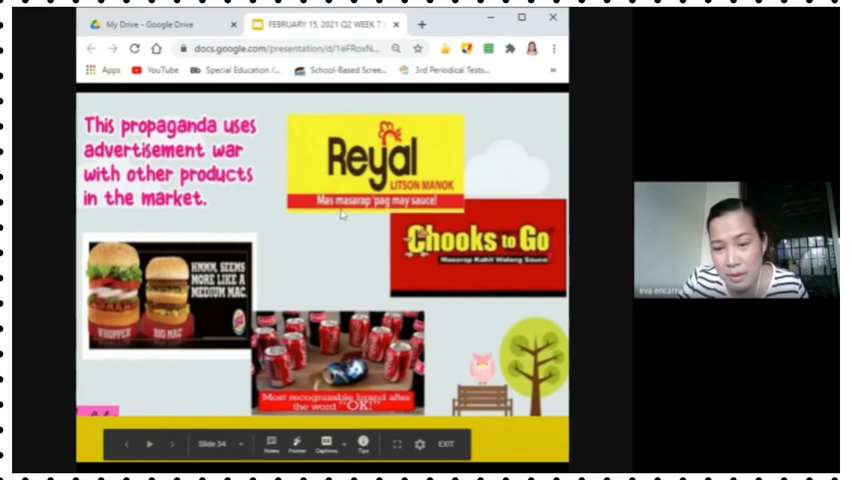 My Drive - Google Drive
FEBRUARY 15, 2021 Q2 WEEK 7
docs.google.com/presentation/d/1eFRoxN...
Apps
YouTube
Bb
Special Education /...
School-Based Scree...
3rd Periodical Tests...
This propaganda uses
advertisement war
with other products
in the market.
Reyal
LITSON MANOK
Mas masarap 'pag may sauce!
Chooks to Go
Masarap Kahit Walang Sauce
HMMM, SEEMS
MORE LIKE A
MEDIUM MAC.
WHOPPER
BIG MAC
Most recognizable brand after
the word "OK!"
eva encarna
Slide 34
Notes
Pointer
Captions
Tips
EXIT